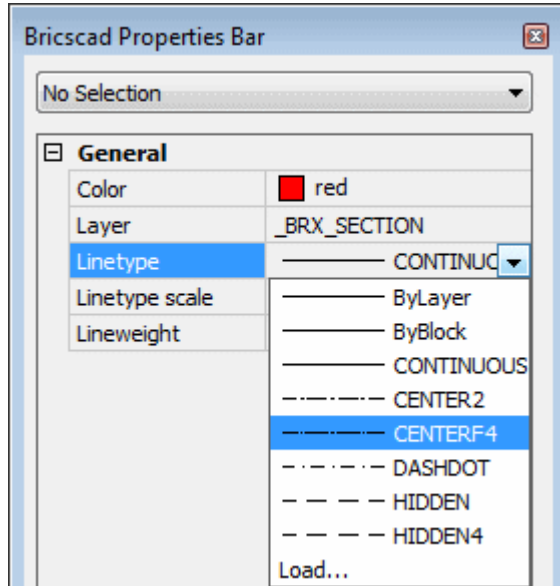 Bricscad Properties Bar
No Selection
General
Color red
Layer _BRX_SECTION
Linetype CONTINUC
Linetype scale ByLayer
Lineweight ByBlock
CONTINUOUS
CENTER2
CENTERF4
DASHDOT
HIDDEN
HIDDEN4
Load...